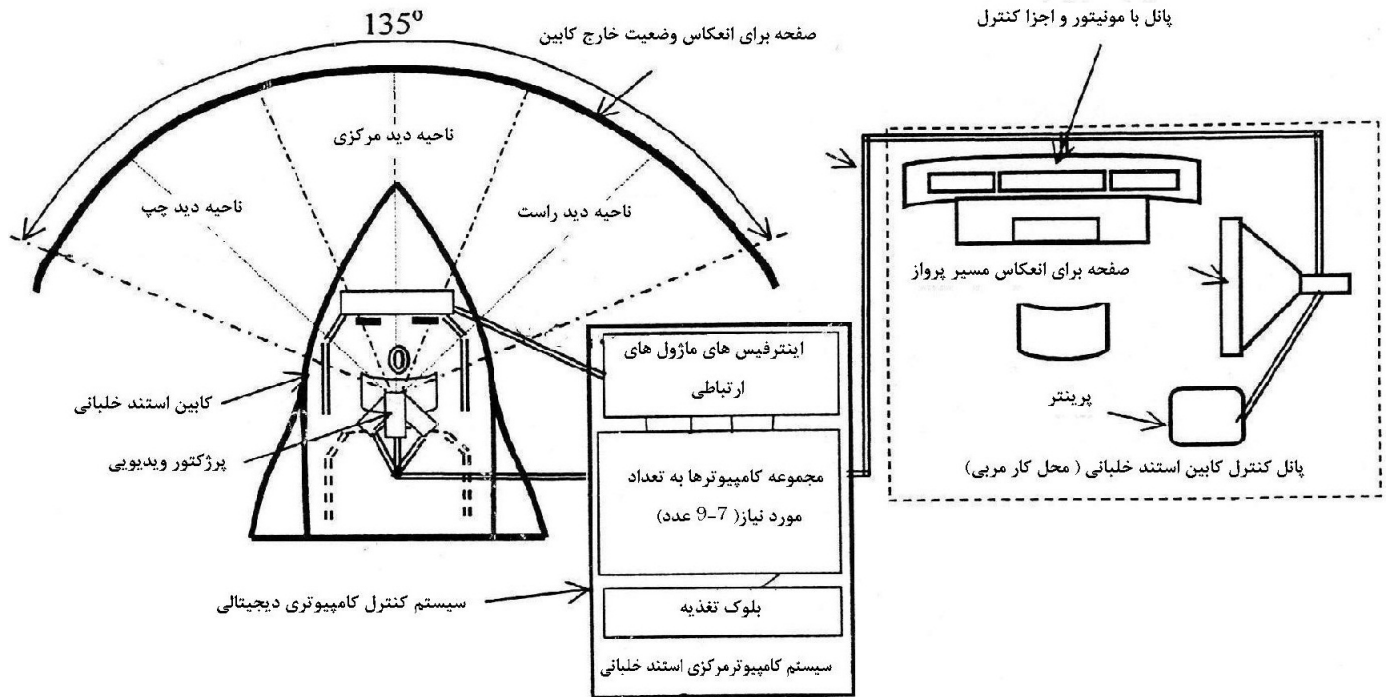 پانل با مونیتور و اجزا کنترل
135°
صفحه برای انعکاس وضعیت خارج کابین
ناحیه دید مرکزی
ناحیه دید چپ
ناحیه دید راست
صفحه برای انعکاس مسیر پرواز
اینترفیس های ماژول های
ارتباطی
کابین استند خلبانی
پرینتر
پرژکتور ویدیویی
پانل کنترل کابین استند خلبانی ( محل کار مربی)
مجموعه کامپیوترها به تعداد
مورد نیاز( 7-9 عدد)
سیستم کنترل کامپیوتری دیجیتالی
بلوک تغذیه
سیستم کامپیوترمرکزی استند خلبانی